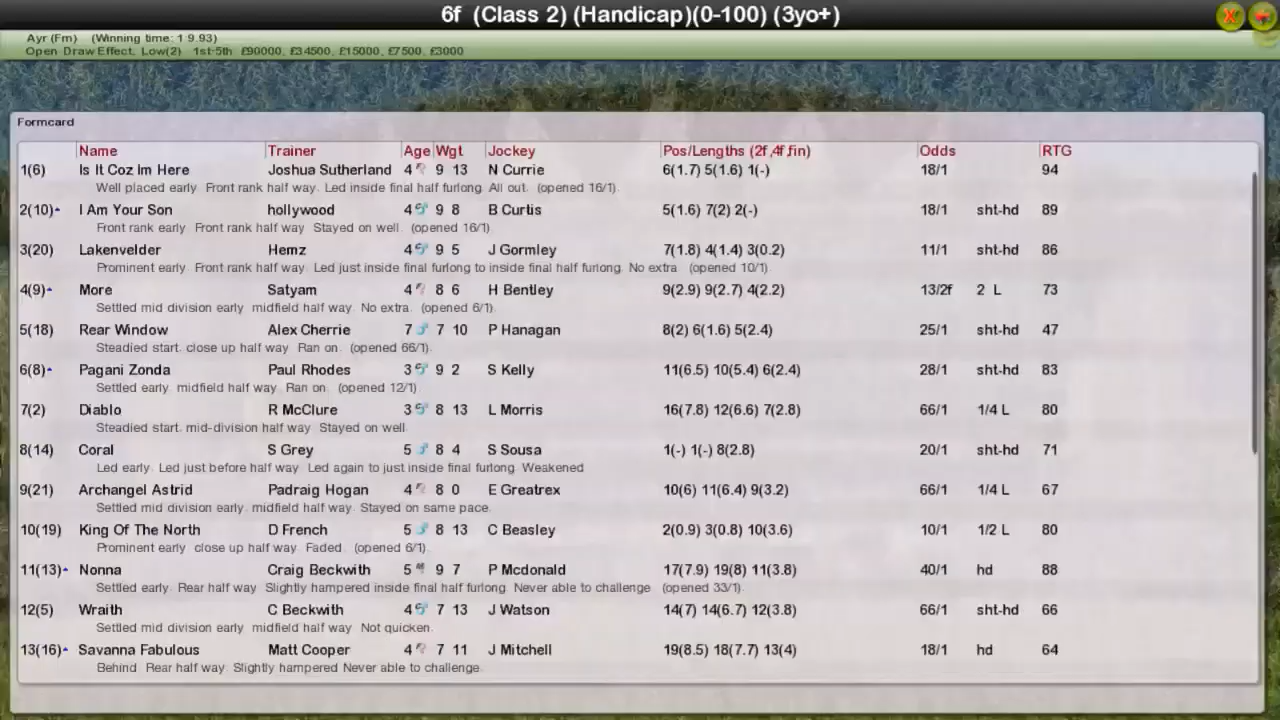 6f (Class 2) (Handicap)(0-100) (3yo+)
Ayr (Fm) (Winning time: 1 9.93)
Open Draw Effect, Low(2) 1st-5th £90000, £34500, £15000, £7500, £3000
Formcard
Name Trainer Age Wgt Jockey Pos/Lengths (2f,4f,fin) Odds RTG
1(6) Is It Coz Im Here Joshua Sutherland 4 9 13 N Currie 6(1.7) 5(1.6) 1(-) 18/1 94
Well placed early Front rank half way. Led inside final half furlong. All out. (opened 16/1).
2(10) I Am Your Son hollywood 4 9 8 B Curtis 5(1.6) 7(2) 2(-) 18/1 sht-hd 89
Front rank early Front rank half way Stayed on well. (opened 16/1)
3(20) Lakenvelder Hemz 4 9 5 J Gormley 7(1.8) 4(1.4) 3(0.2) 11/1 sht-hd 86
Prominent early Front rank half way Led just inside final furlong to inside final half furlong. No extra. (opened 10/1).
4(9) More Satyam 4 8 6 H Bentley 9(2.9) 9(2.7) 4(2.2) 13/2f 2 L 73
Settled mid division early midfield half way. No extra. (opened 6/1).
5(18) Rear Window Alex Cherrie 7 7 10 P Hanagan 8(2) 6(1.6) 5(2.4) 25/1 sht-hd 47
Steadied start. close up half way Ran on. (opened 66/1).
6(8) Pagani Zonda Paul Rhodes 3 9 2 S Kelly 11(6.5) 10(5.4) 6(2.4) 28/1 sht-hd 83
Settled early. midfield half way Ran on. (opened 12/1)
7(2) Diablo R McClure 3 8 13 L Morris 16(7.8) 12(6.6) 7(2.8) 66/1 1/4 L 80
Steadied start. mid-division half way Stayed on well.
8(14) Coral S Grey 5 8 4 S Sousa 1(-) 1(-) 8(2.8) 20/1 sht-hd 71
Led early Led just before half way Led again to just inside final furlong Weakened
9(21) Archangel Astrid Padraig Hogan 4 8 0 E Greatrex 10(6) 11(6.4) 9(3.2) 66/1 1/4 L 67
Settled mid division early. midfield half way. Stayed on same pace.
10(19) King Of The North D French 5 8 13 C Beasley 2(0.9) 3(0.8) 10(3.6) 10/1 1/2 L 80
Prominent early close up half way Faded. (opened 6/1).
11(13) Nonna Craig Beckwith 5 9 7 P Mcdonald 17(7.9) 19(8) 11(3.8) 40/1 hd 88
Settled early Rear half way Slightly hampered inside final half furlong Never able to challenge (opened 33/1).
12(5) Wraith C Beckwith 4 7 13 J Watson 14(7) 14(6.7) 12(3.8) 66/1 sht-hd 66
Settled mid division early midfield half way Not quicken.
13(16) Savanna Fabulous Matt Cooper 4 7 11 J Mitchell 19(8.5) 18(7.7) 13(4) 18/1 hd 64
Behind Rear half way Slightly hampered Never able to challenge.